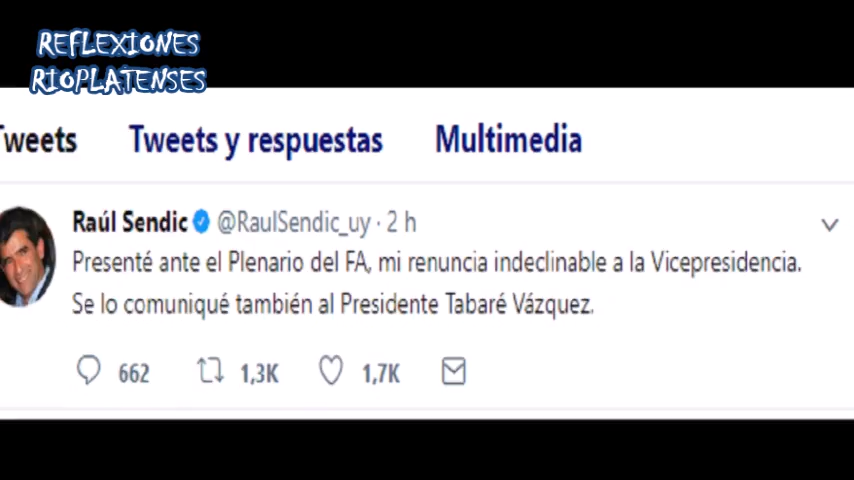 REFLEXIONES
RIOPLATENSES
Tweets
Tweets y respuestas
Multimedia
Raúl Sendic @RaulSendic_uy · 2 h
Presenté ante el Plenario del FA, mi renuncia indeclinable a la Vicepresidencia.
Se lo comuniqué también al Presidente Tabaré Vázquez.
662 1,3K 1,7K